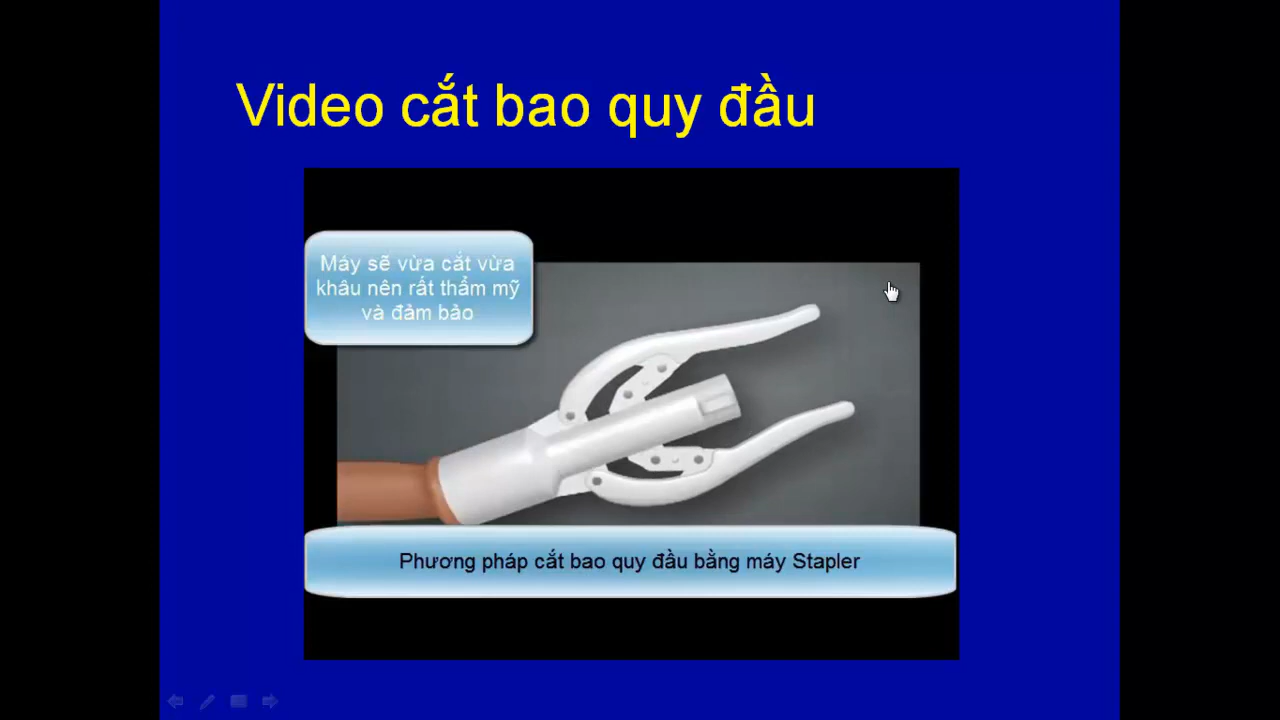 Video cắt bao quy đầu
Máy sẽ vừa cắt vừa
khâu nên rất thẩm mỹ
và đảm bảo
Phương pháp cắt bao quy đầu bằng máy Stapler